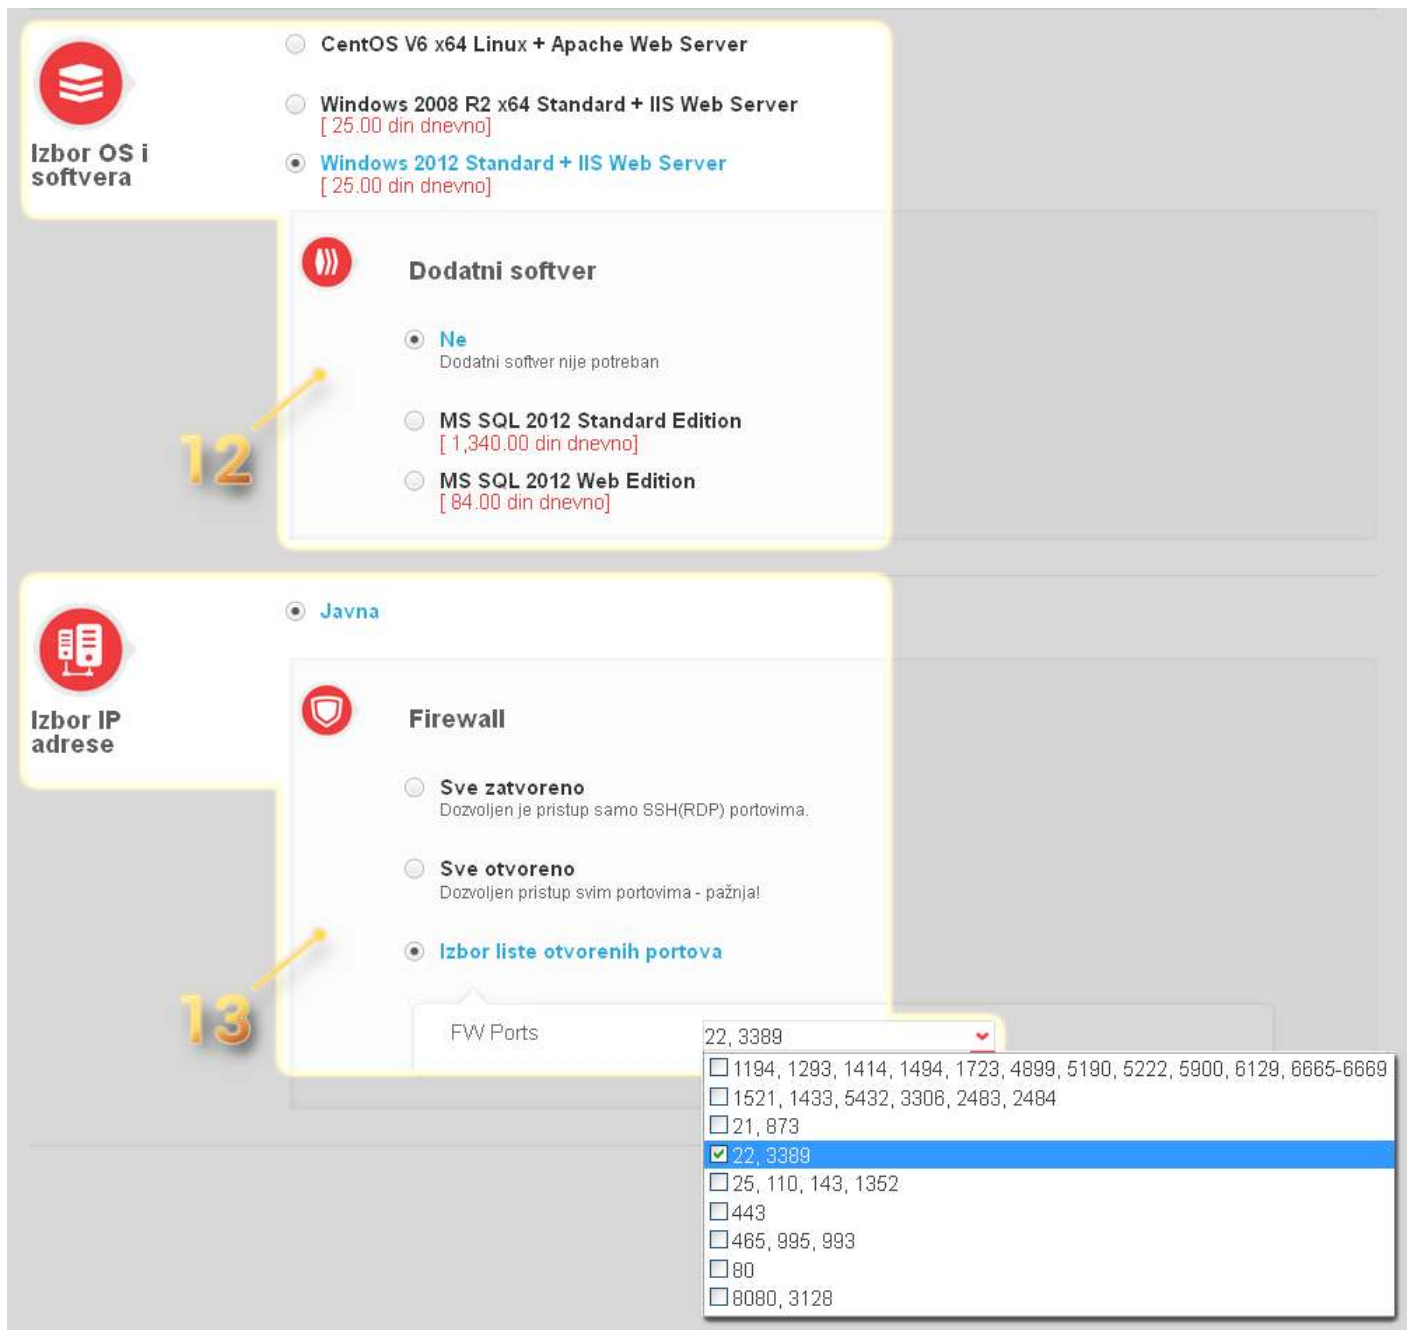 CentOS V6 x64 Linux + Apache Web Server
Windows 2008 R2 x64 Standard + IIS Web Server
[ 25.00 din dnevno]
Izbor OS i
softvera
Windows 2012 Standard + IIS Web Server
[ 25.00 din dnevno]
Dodatni softver
Ne
Dodatni softver nije potreban
12
MS SQL 2012 Standard Edition
[ 1,340.00 din dnevno]
MS SQL 2012 Web Edition
[ 84.00 din dnevno]
Javna
Izbor IP
adrese
Firewall
Sve zatvoreno
Dozvoljen je pristup samo SSH(RDP) portovima.
Sve otvoreno
Dozvoljen pristup svim portovima - pažnja!
13
Izbor liste otvorenih portova
FW Ports
22, 3389
1194, 1293, 1414, 1494, 1723, 4899, 5190, 5222, 5900, 6129, 6665-6669
1521, 1433, 5432, 3306, 2483, 2484
21, 873
22, 3389
25, 110, 143, 1352
443
465, 995, 993
80
8080, 3128